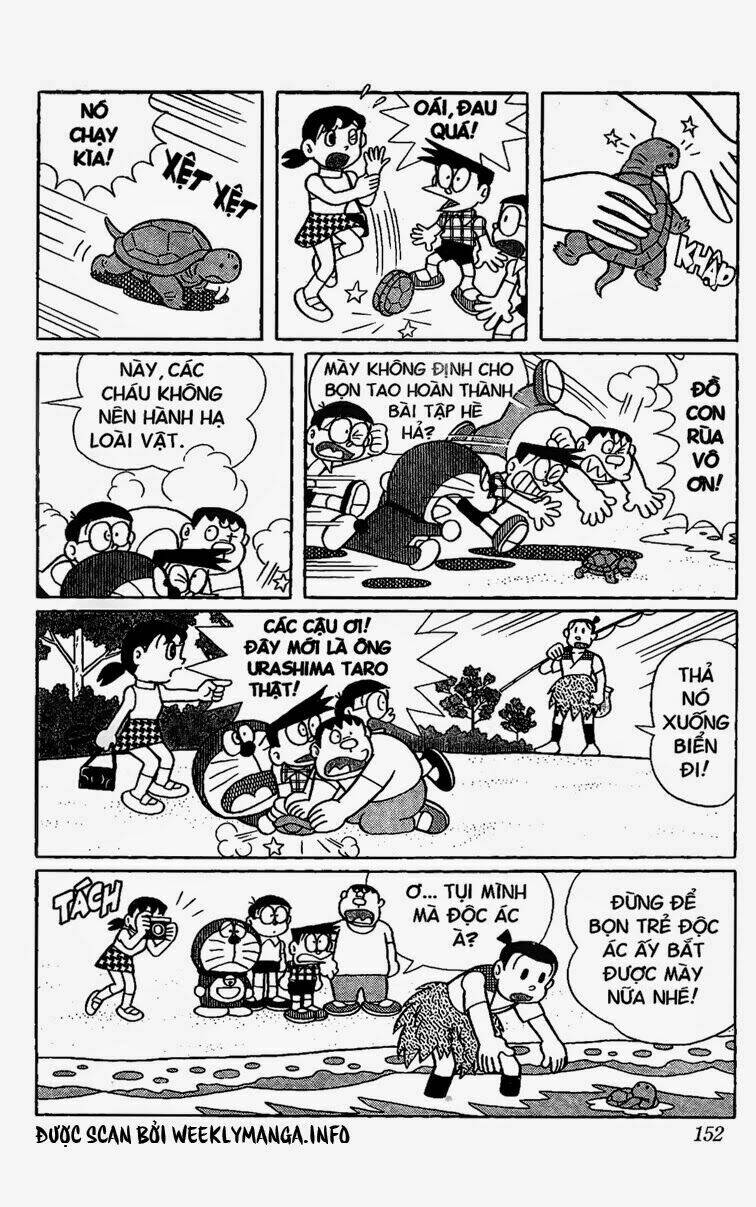 KHẬP
OÁI, ĐAU
QUÁ!
NÓ
CHẠY
KÌA!
XỆT XỆT
ĐỒ
CON
RÙA
VÔ
ƠN!
MÀY KHÔNG ĐỊNH CHO
BỌN TAO HOÀN THÀNH
BÀI TẬP HÈ
HẢ?
NÀY, CÁC
CHÁU KHÔNG
NÊN HÀNH HẠ
LOÀI VẬT.
THẢ
NÓ
XUỐNG
BIỂN
ĐI!
CÁC CẬU ƠI!
ĐÂY MỚI LÀ ÔNG
URASHIMA TARO
THẬT!
ĐỪNG ĐỂ
BỌN TRẺ ĐỘC
ÁC ẤY BẮT
ĐƯỢC MÀY
NỮA NHÉ!
Ơ... TỤI MÌNH
MÀ ĐỘC ÁC
À?
TÁCH
ĐƯỢC SCAN BỞI WEEKLYMANGA.INFO
152